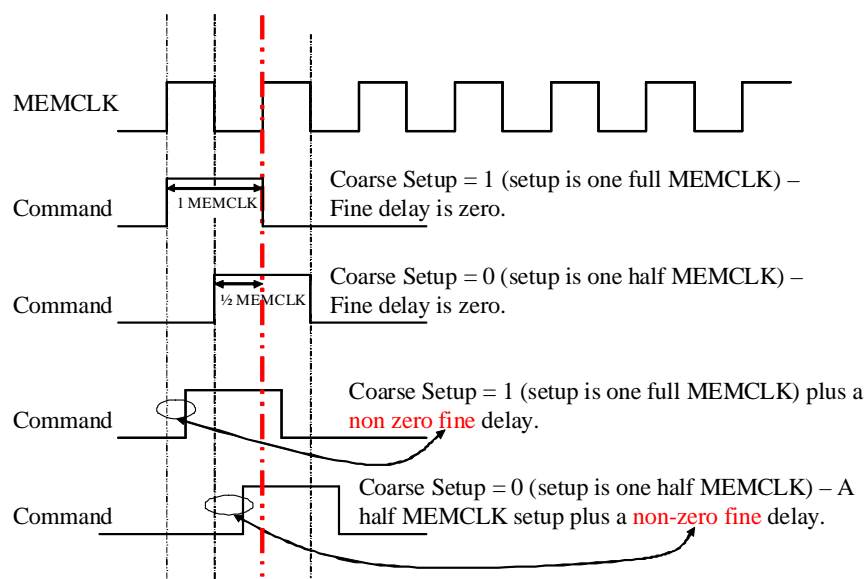 MEMCLK
Command
1 MEMCLK
Coarse Setup = 1 (setup is one full MEMCLK) –
Fine delay is zero.
Command
½ MEMCLK
Coarse Setup = 0 (setup is one half MEMCLK) –
Fine delay is zero.
Command
Coarse Setup = 1 (setup is one full MEMCLK) plus a
non zero fine delay.
Command
Coarse Setup = 0 (setup is one half MEMCLK) – A
half MEMCLK setup plus a non-zero fine delay.